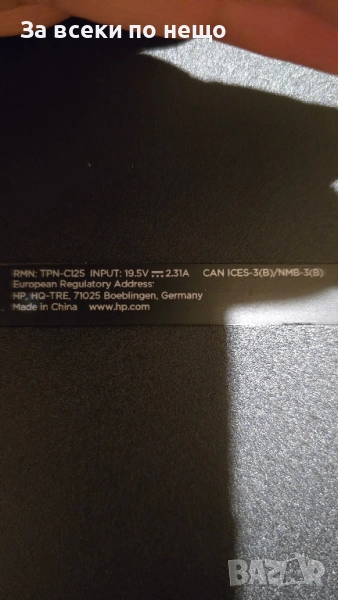 За всеки по нещо
RMN: TPN-C125 INPUT: 19.5V ⎓ 2.31A CAN ICES-3(B)/NMB-3(B)
European Regulatory Address:
HP, HQ-TRE, 71025 Boeblingen, Germany
Made in China www.hp.com
BAZAR